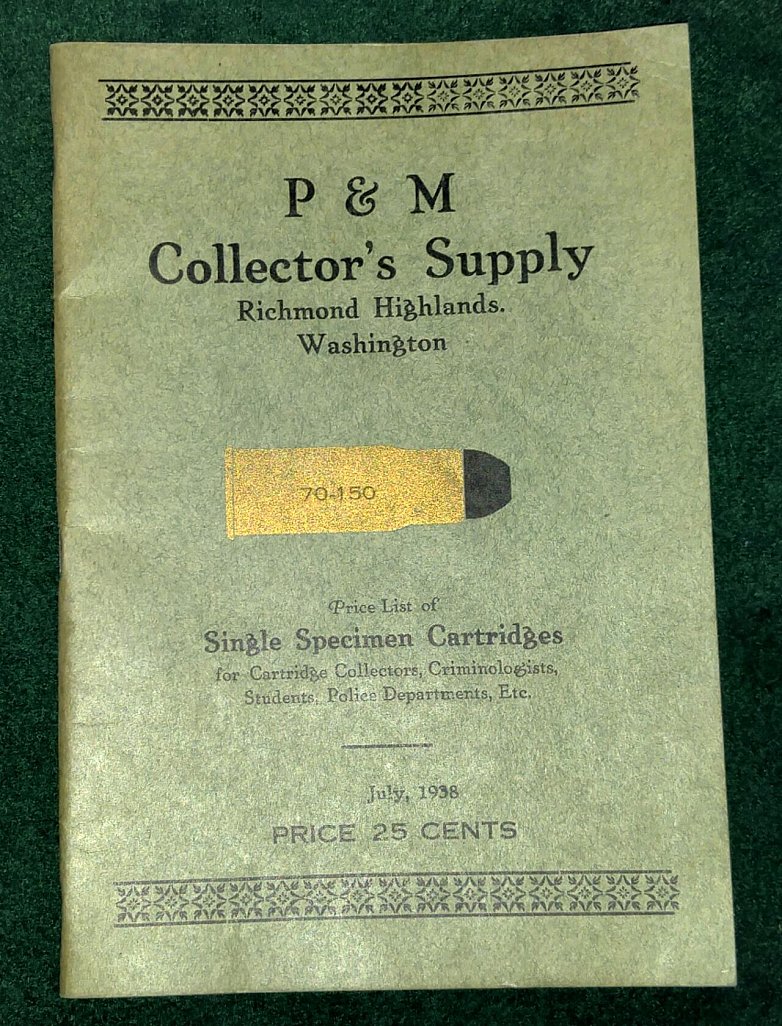 P & M
Collector's Supply
Richmond Highlands.
Washington
70-150
Price List of
Single Specimen Cartridges
for Cartridge Collectors, Criminologists,
Students, Police Departments, Etc.
July, 1938
PRICE 25 CENTS